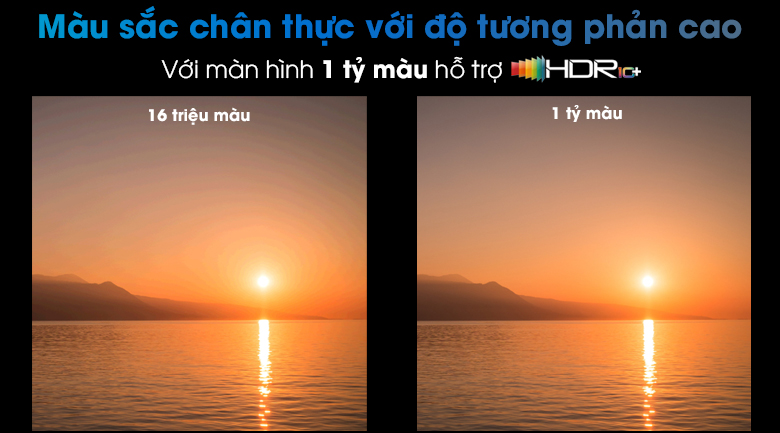 Màu sắc chân thực với độ tương phản cao
Với màn hình 1 tỷ màu hỗ trợ HDR10+
16 triệu màu
1 tỷ màu